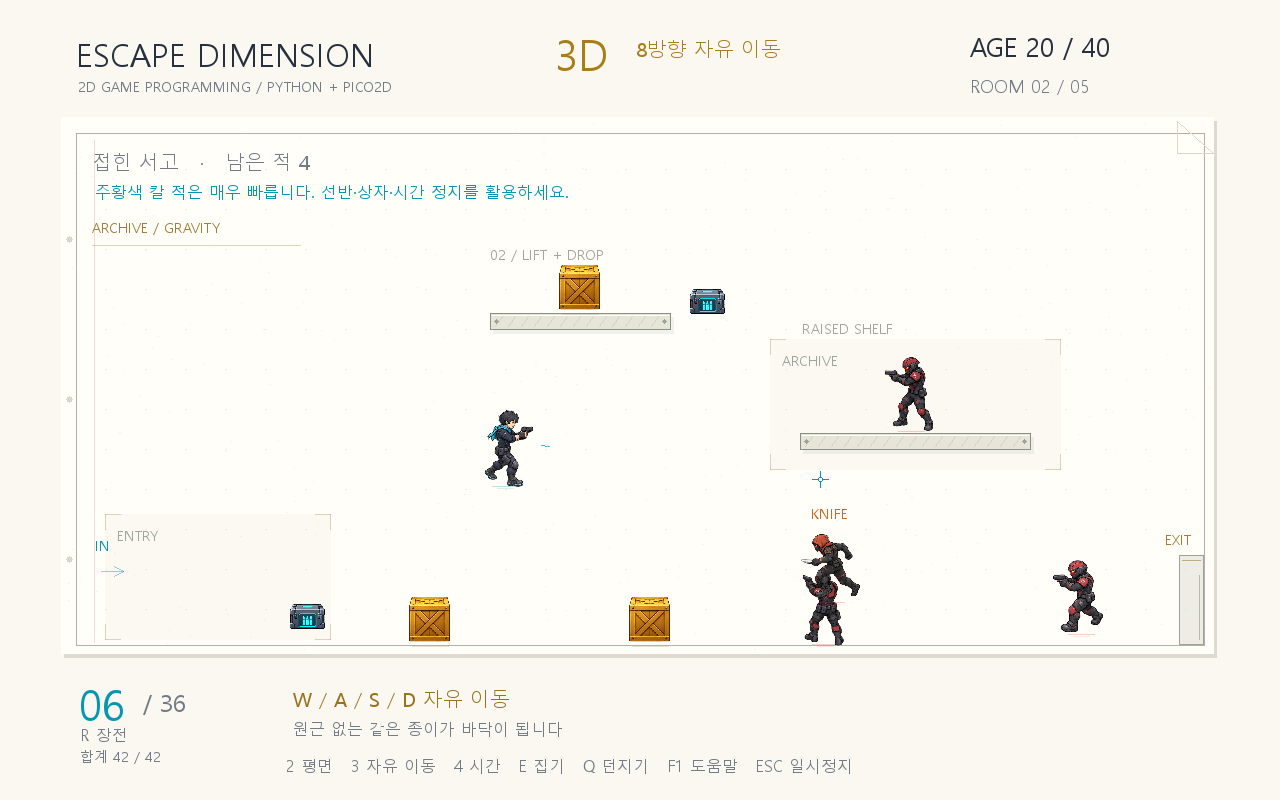 ESCAPE DIMENSION
2D GAME PROGRAMMING / PYTHON + PICO2D
3D
8방향 자유 이동
AGE 20 / 40
ROOM 02 / 05
접힌 서고 · 남은 적 4
주황색 칼 적은 매우 빠릅니다. 선반·상자·시간 정지를 활용하세요.
ARCHIVE / GRAVITY
02 / LIFT + DROP
RAISED SHELF
ARCHIVE
KNIFE
ENTRY
IN
EXIT
06 / 36
R 장전
합계 42 / 42
W / A / S / D 자유 이동
원근 없는 같은 종이가 바닥이 됩니다
2 평면 3 자유 이동 4 시간 E 집기 Q 던지기 F1 도움말 ESC 일시정지